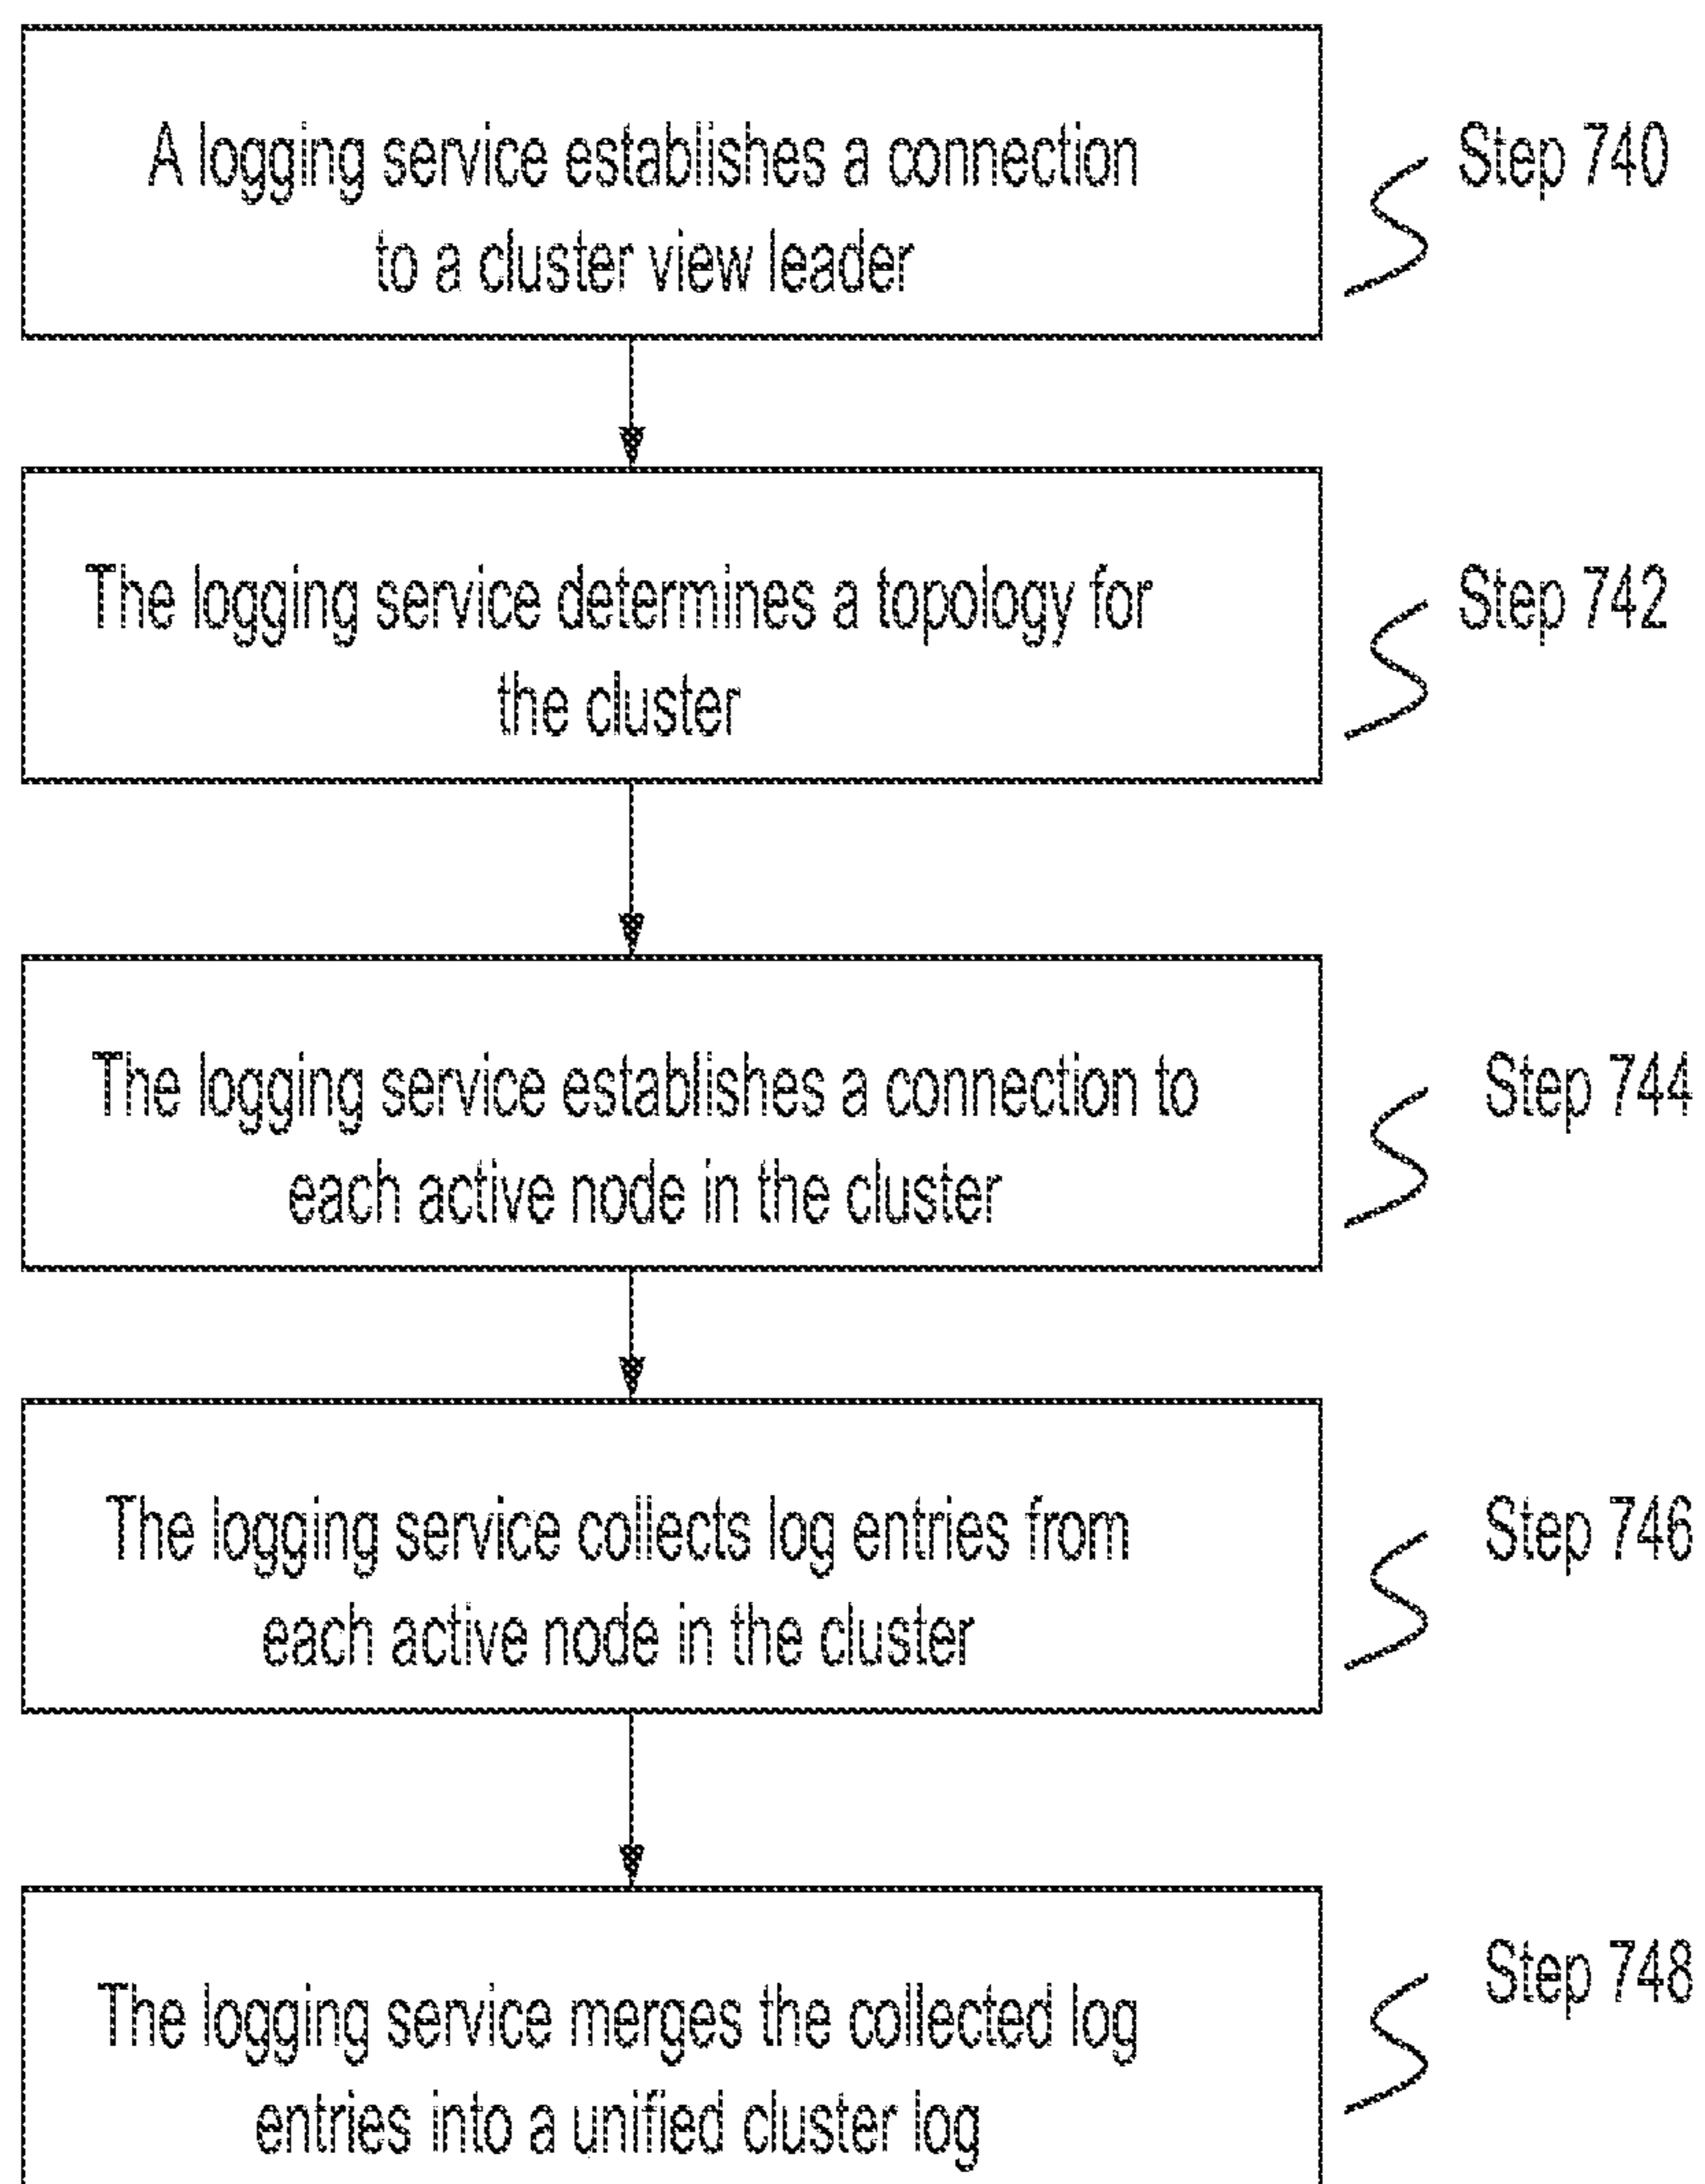 A logging service establishes a connection
to a cluster view leader
Step 740
The logging service determines a topology for
the cluster
Step 742
The logging service establishes a connection to
each active node in the cluster
Step 744
The logging service collects log entries from
each active node in the cluster
Step 746
The logging service merges the collected log
entries into a unified cluster log
Step 748